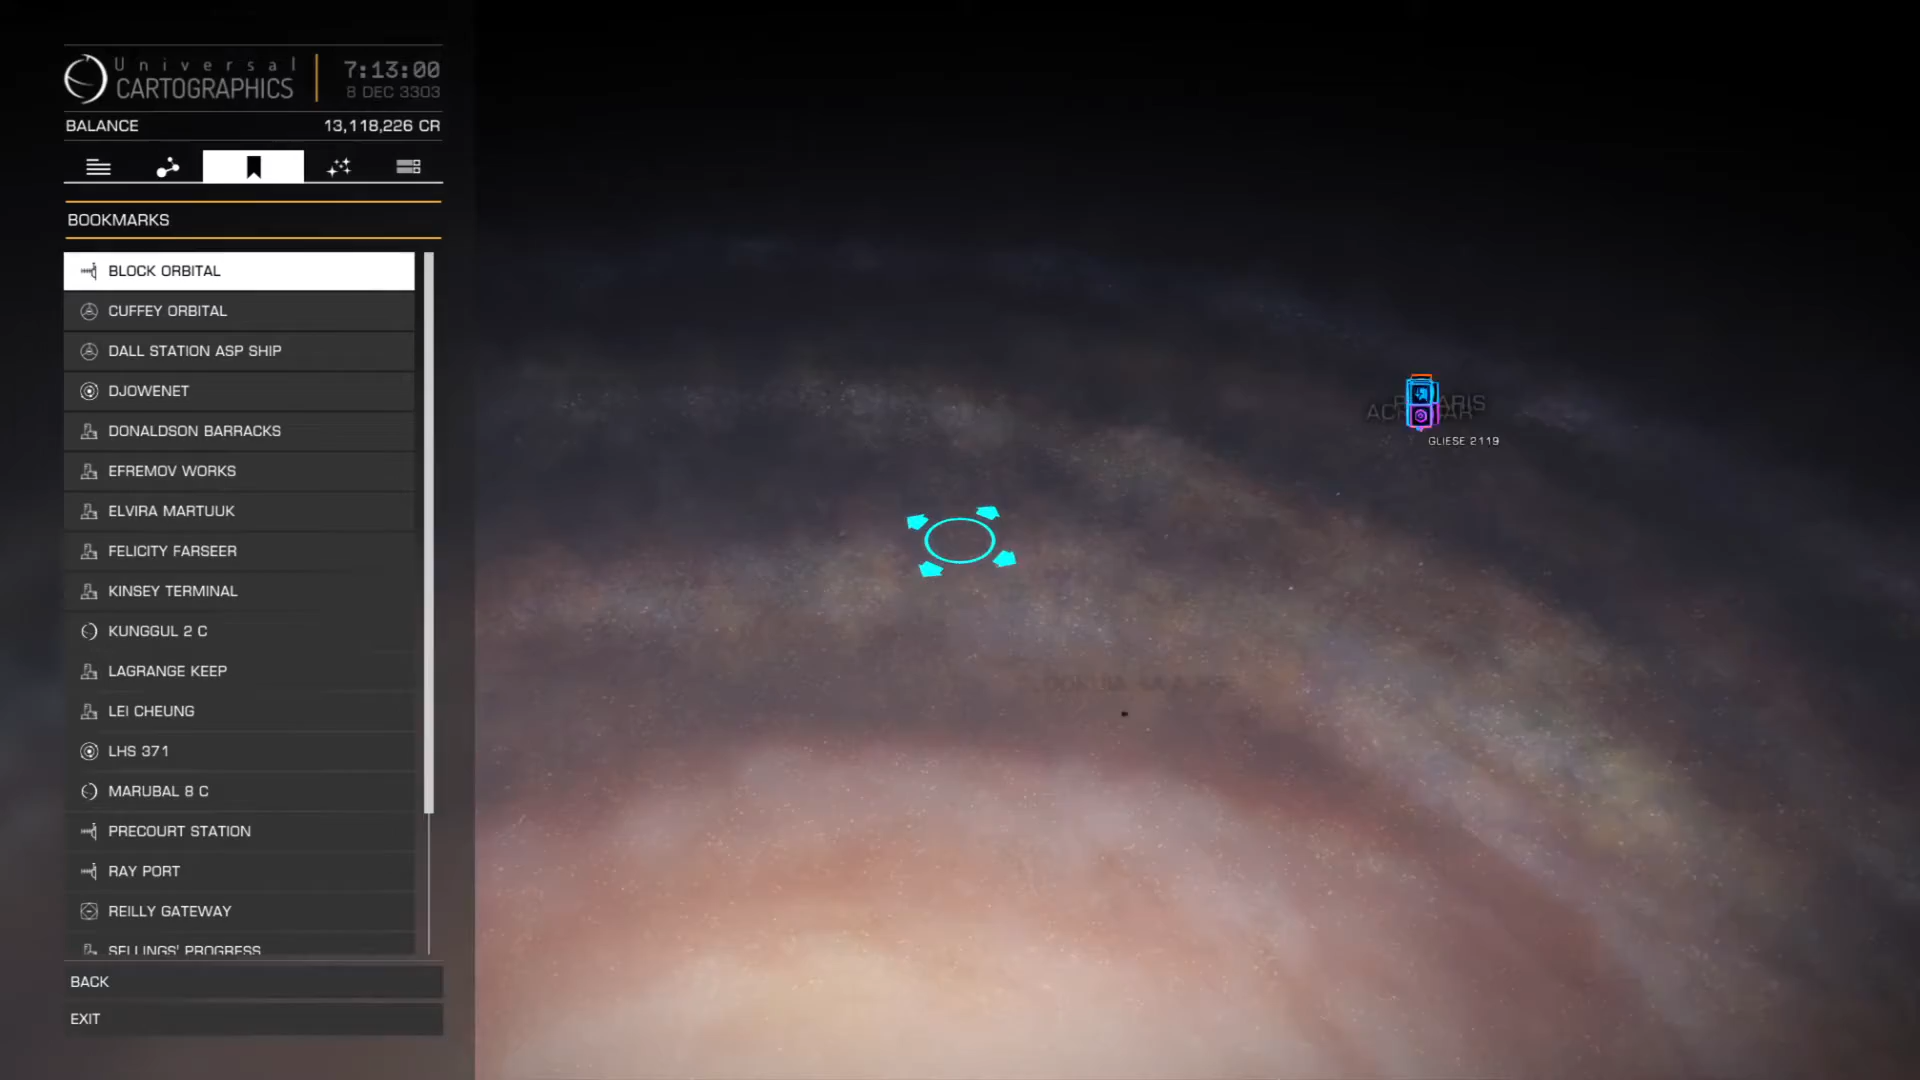 Universal
CARTOGRAPHICS
7:13:00
8 DEC 3303
BALANCE 13,118,226 CR
BOOKMARKS
BLOCK ORBITAL
CUFFEY ORBITAL
DALL STATION ASP SHIP
DJOWENET
DONALDSON BARRACKS
EFREMOV WORKS
ELVIRA MARTUUK
FELICITY FARSEER
KINSEY TERMINAL
KUNGGUL 2 C
LAGRANGE KEEP
LEI CHEUNG
LHS 371
MARUBAL 8 C
PRECOURT STATION
RAY PORT
REILLY GATEWAY
SELLINGS' PROGRESS
BACK
EXIT
GLIESE 2119